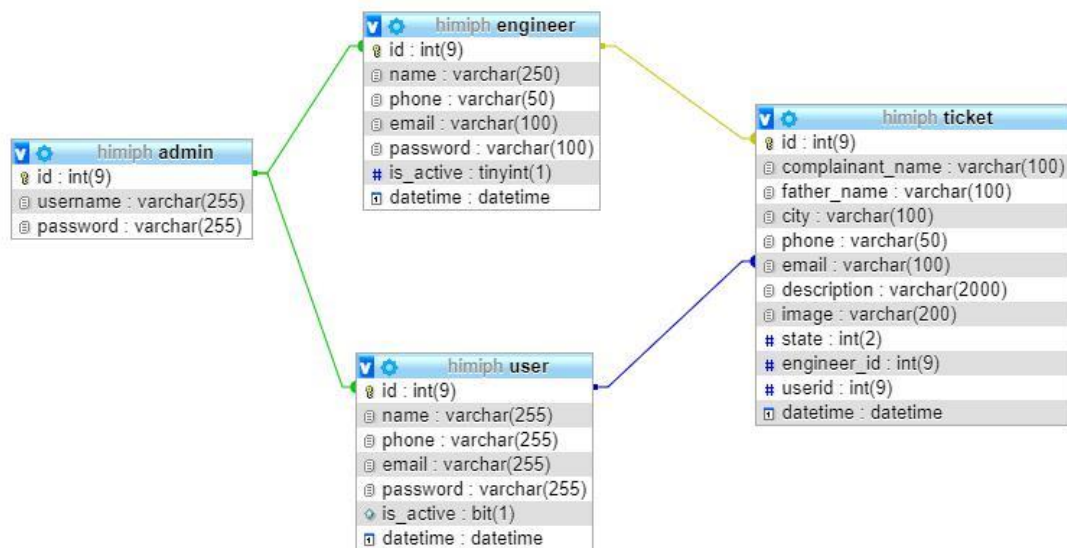 himiph admin
id : int(9)
username : varchar(255)
password : varchar(255)
himiph engineer
id : int(9)
name : varchar(250)
phone : varchar(50)
email : varchar(100)
password : varchar(100)
# is_active : tinyint(1)
datetime : datetime
himiph user
id : int(9)
name : varchar(255)
phone : varchar(255)
email : varchar(255)
password : varchar(255)
is_active : bit(1)
datetime : datetime
himiph ticket
id : int(9)
complainant_name : varchar(100)
father_name : varchar(100)
city : varchar(100)
phone : varchar(50)
email : varchar(100)
description : varchar(2000)
image : varchar(200)
# state : int(2)
# engineer_id : int(9)
# userid : int(9)
datetime : datetime